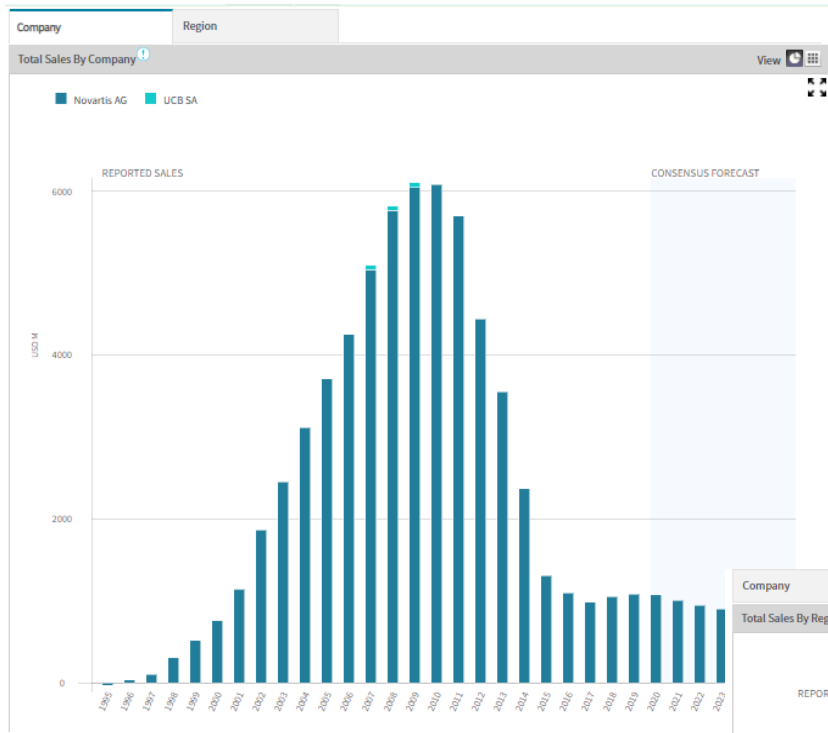 Company Region
Total Sales By Company !
View
Novartis AG UCB SA
REPORTED SALES CONSENSUS FORECAST
6000
USD M
4000
2000
Company
Total Sales By Reg
0
REPOR
1995 1996 1997 1998 1999 2000 2001 2002 2003 2004 2005 2006 2007 2008 2009 2010 2011 2012 2013 2014 2015 2016 2017 2018 2019 2020 2021 2022 2023